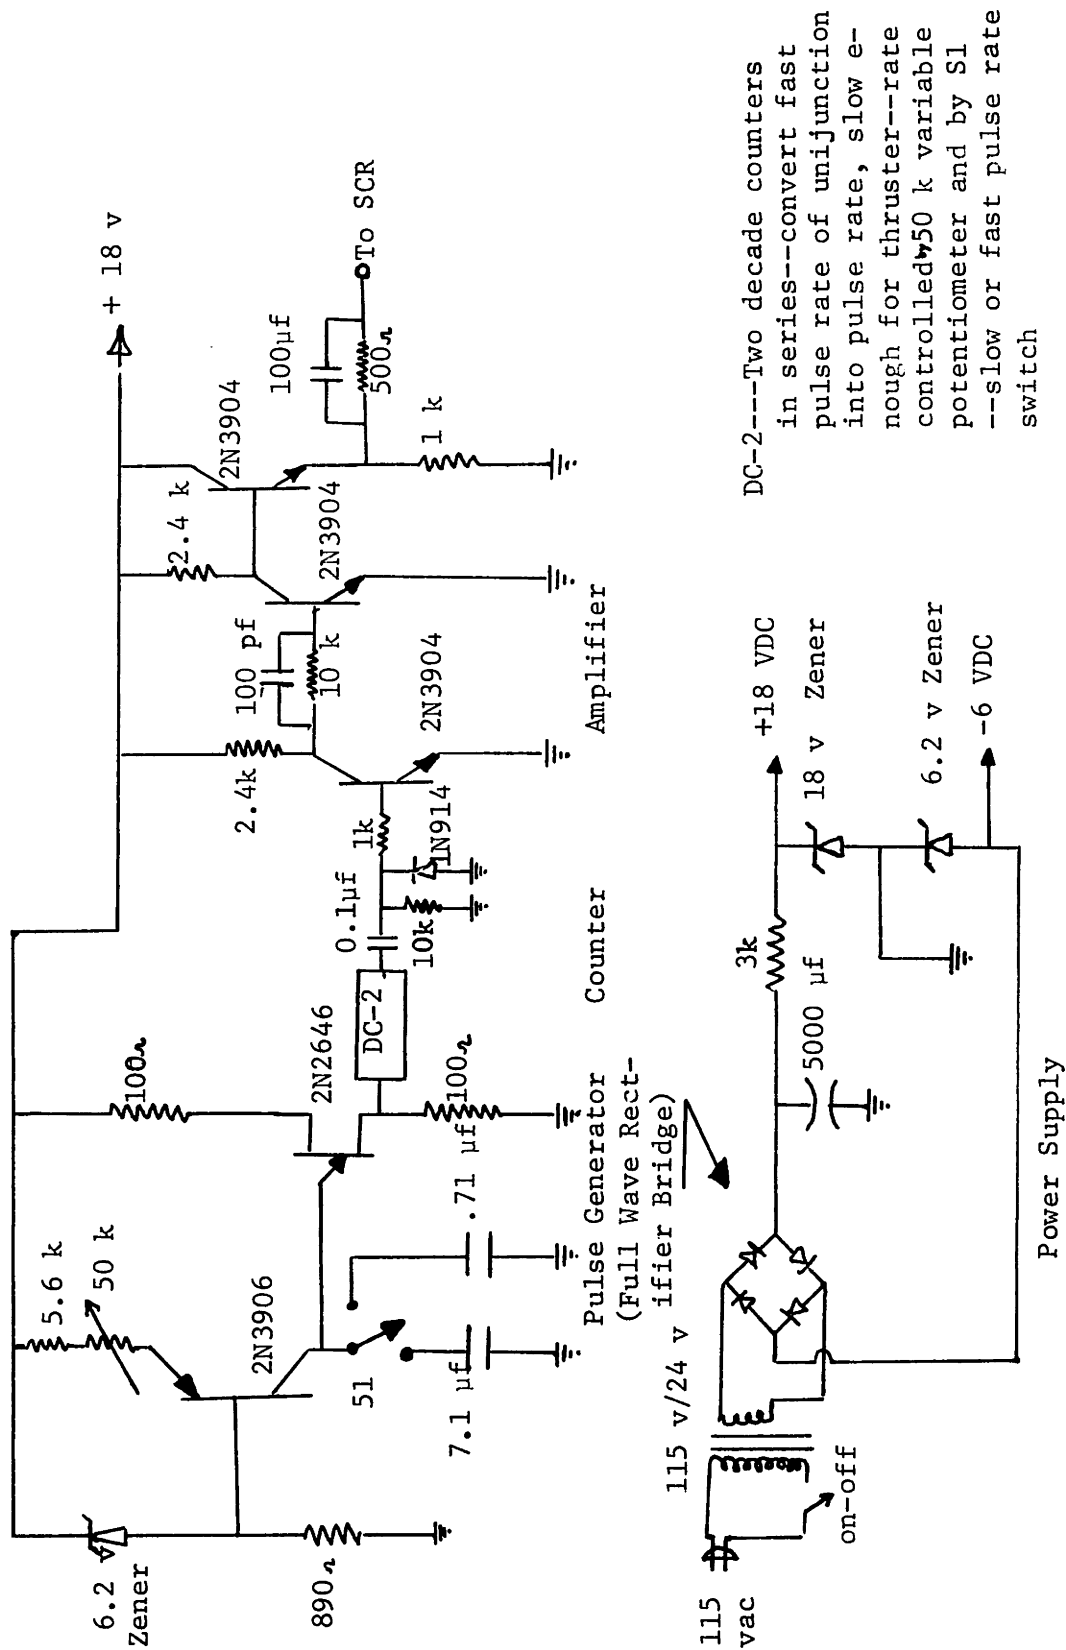 + 18 v
5.6 k
50 k
100Ω
2.4k
2.4 k
6.2 v
Zener
2N3906
2N2646
0.1µf
1k
100 pf
10 k
2N3904
2N3904
2N3904
100µf
500Ω
To SCR
890Ω
51
7.1 µf
.71 µf
100Ω
DC-2
10k
1N914
1 k
Pulse Generator
(Full Wave Rect-
ifier Bridge)
Counter
Amplifier
115 v/24 v
115
vac
on-off
3k
5000 µf
+18 VDC
18 v Zener
6.2 v Zener
-6 VDC
Power Supply
DC-2---Two decade counters
in series--convert fast
pulse rate of unijunction
into pulse rate, slow e-
nough for thruster--rate
controlled by 50 k variable
potentiometer and by S1
--slow or fast pulse rate
switch